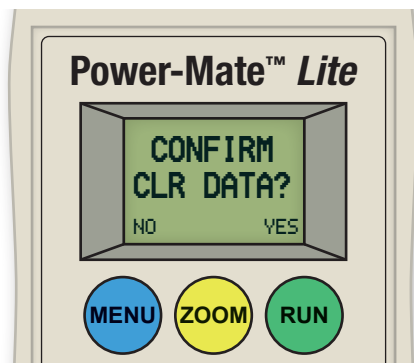 Power-Mate™ Lite
CONFIRM
CLR DATA?
NO YES
MENU ZOOM RUN